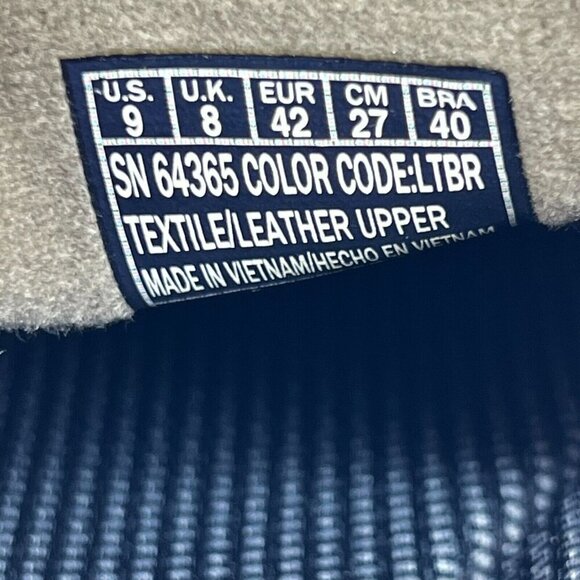 U.S. U.K. EUR CM BRA
9 8 42 27 40
SN 64365 COLOR CODE:LTBR
TEXTILE/LEATHER UPPER
MADE IN VIETNAM/HECHO EN VIETNAM